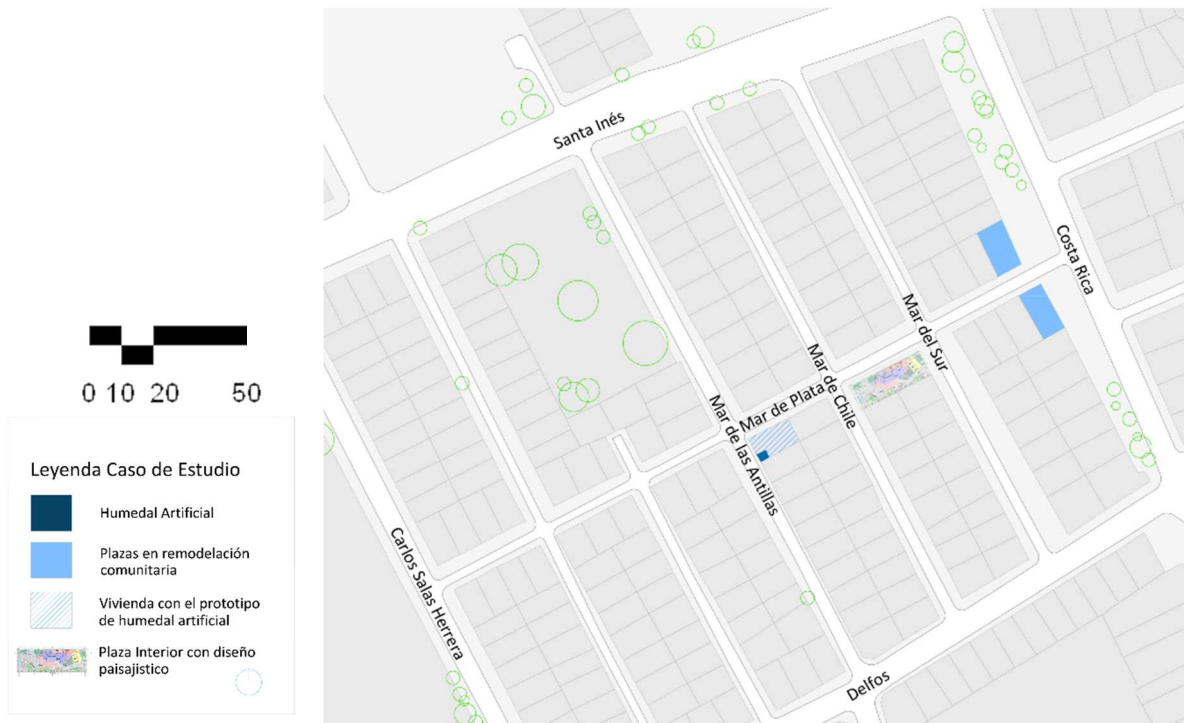 0 10 20 50
Leyenda Caso de Estudio
Humedal Artificial
Plazas en remodelación
comunitaria
Vivienda con el prototipo
de humedal artificial
Plaza Interior con diseño
paisajistico
Santa Inés
Costa Rica
Mar del Sur
Mar de Chile
Mar de Plata
Mar de las Antillas
Carlos Salas Herrera
Delfos